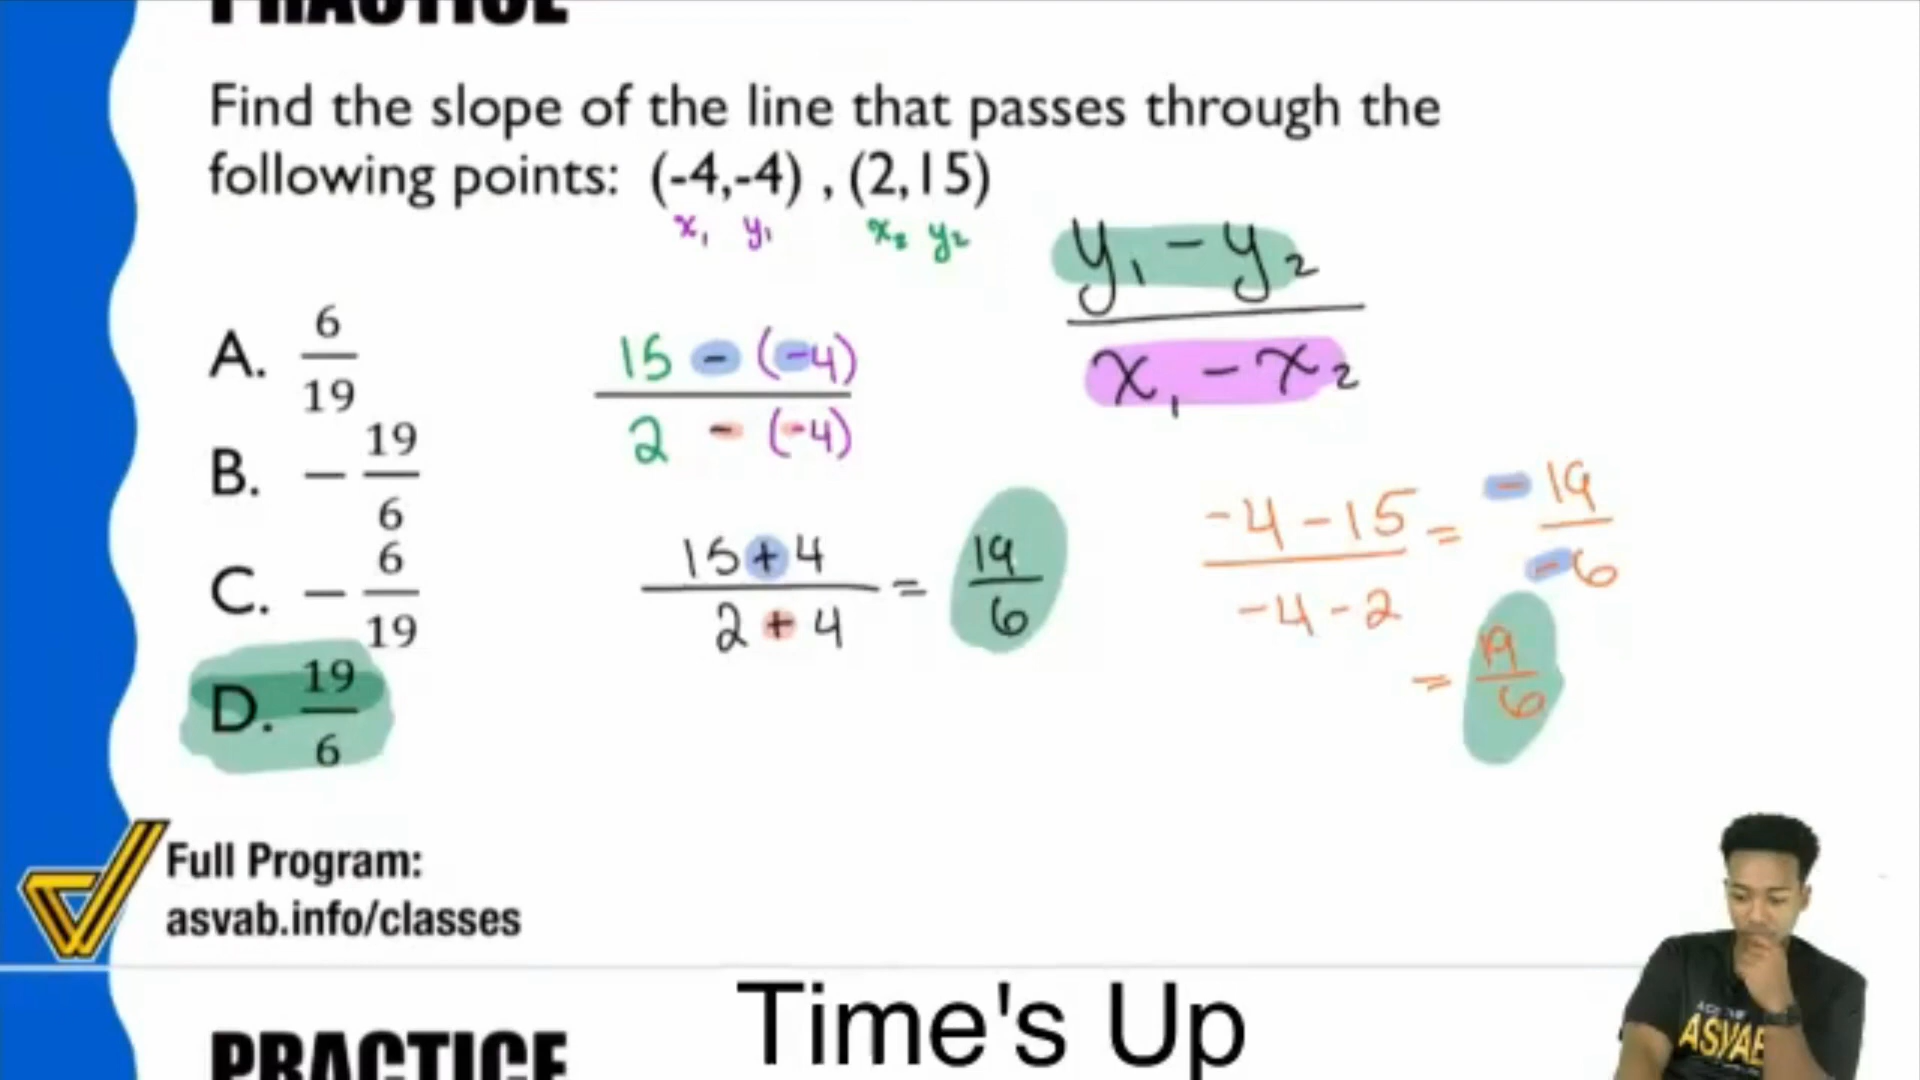 PRACTICE
Find the slope of the line that passes through the
following points: (-4,-4) , (2,15)
x₁ y₁ x₂ y₂
y₁ - y₂
x₁ - x₂
A. 6/19
B. - 19/6
C. - 6/19
D. 19/6
15 - (-4)
2 - (-4)
15 + 4
2 + 4
= 19/6
-4 - 15
-4 - 2
= -19/-6
= 19/6
Full Program:
asvab.info/classes
Time's Up
PRACTICE
ASVAB